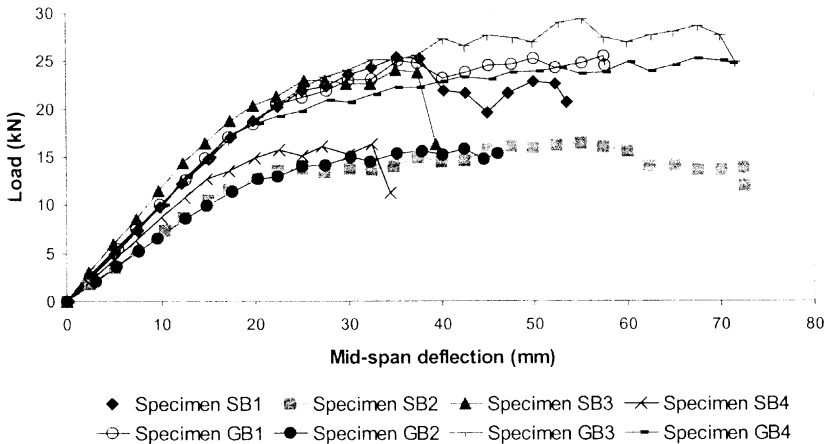 30
25
20
15
10
5
0
Load (kN)
0 10 20 30 40 50 60 70 80
Mid-span deflection (mm)
Specimen SB1 Specimen SB2 Specimen SB3 Specimen SB4
Specimen GB1 Specimen GB2 Specimen GB3 Specimen GB4